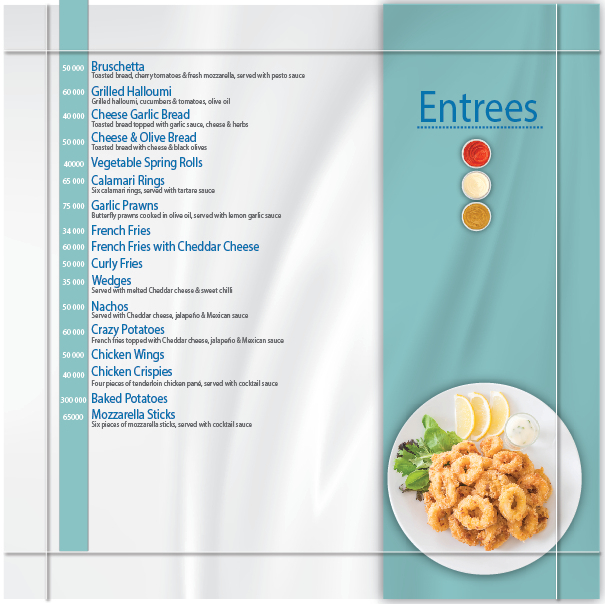 Entrees
50 000 Bruschetta
Toasted bread, cherry tomatoes & fresh mozzarella, served with pesto sauce
60 000 Grilled Halloumi
Grilled halloumi, cucumbers & tomatoes, olive oil
40 000 Cheese Garlic Bread
Toasted bread topped with garlic sauce, cheese & herbs
50 000 Cheese & Olive Bread
Toasted bread with cheese & black olives
40000 Vegetable Spring Rolls
65 000 Calamari Rings
Six calamari rings, served with tartare sauce
75 000 Garlic Prawns
Butterfly prawns cooked in olive oil, served with lemon garlic sauce
34 000 French Fries
60 000 French Fries with Cheddar Cheese
50 000 Curly Fries
35 000 Wedges
Served with melted Cheddar cheese & sweet chilli
50 000 Nachos
Served with Cheddar cheese, jalapeño & Mexican sauce
60 000 Crazy Potatoes
French fries topped with Cheddar cheese, jalapeño & Mexican sauce
50 000 Chicken Wings
40 000 Chicken Crispies
Four pieces of tenderloin chicken pané, served with cocktail sauce
300 000 Baked Potatoes
65000 Mozzarella Sticks
Six pieces of mozzarella sticks, served with cocktail sauce